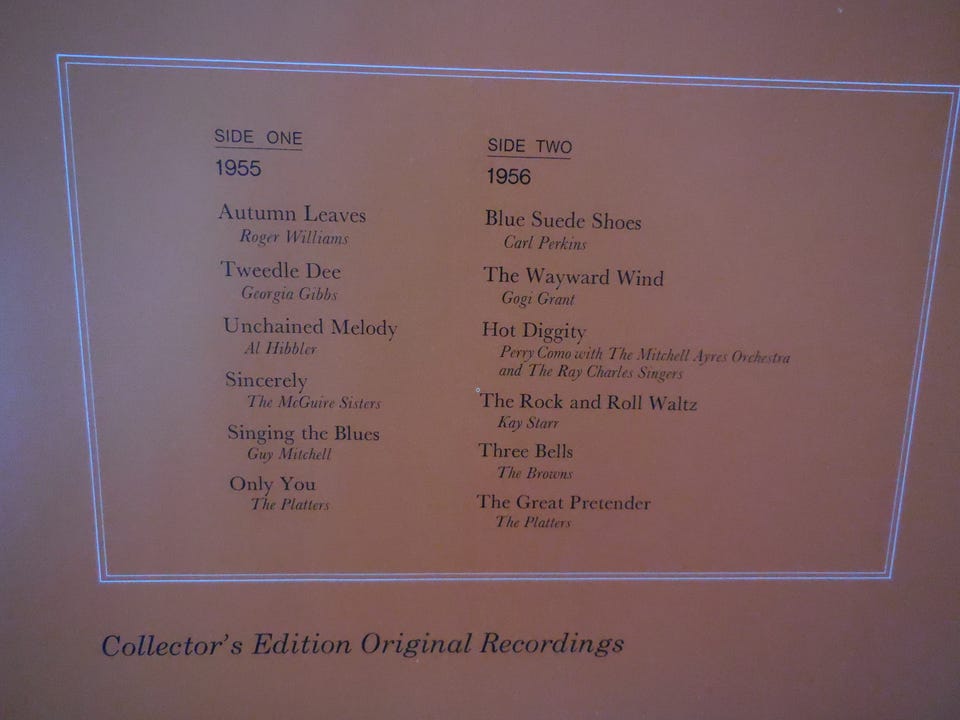 SIDE ONE
1955
Autumn Leaves
Roger Williams
Tweedle Dee
Georgia Gibbs
Unchained Melody
Al Hibbler
Sincerely
The McGuire Sisters
Singing the Blues
Guy Mitchell
Only You
The Platters
SIDE TWO
1956
Blue Suede Shoes
Carl Perkins
The Wayward Wind
Gogi Grant
Hot Diggity
Perry Como with The Mitchell Ayres Orchestra
and The Ray Charles Singers
The Rock and Roll Waltz
Kay Starr
Three Bells
The Browns
The Great Pretender
The Platters
Collector's Edition Original Recordings